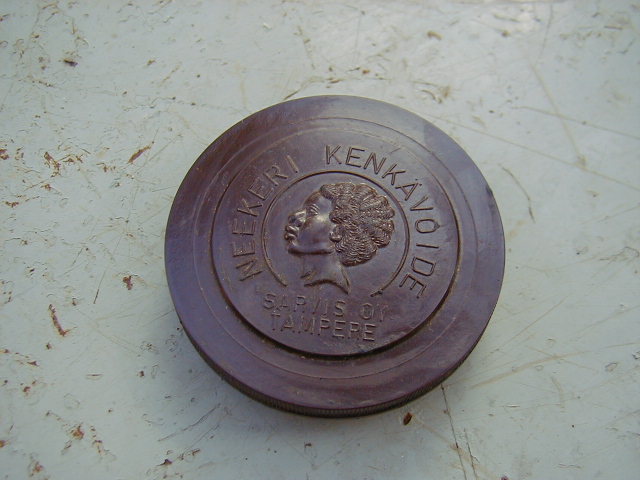 NEEKERI KENKÄVOIDE
SARVIS OY
TAMPERE